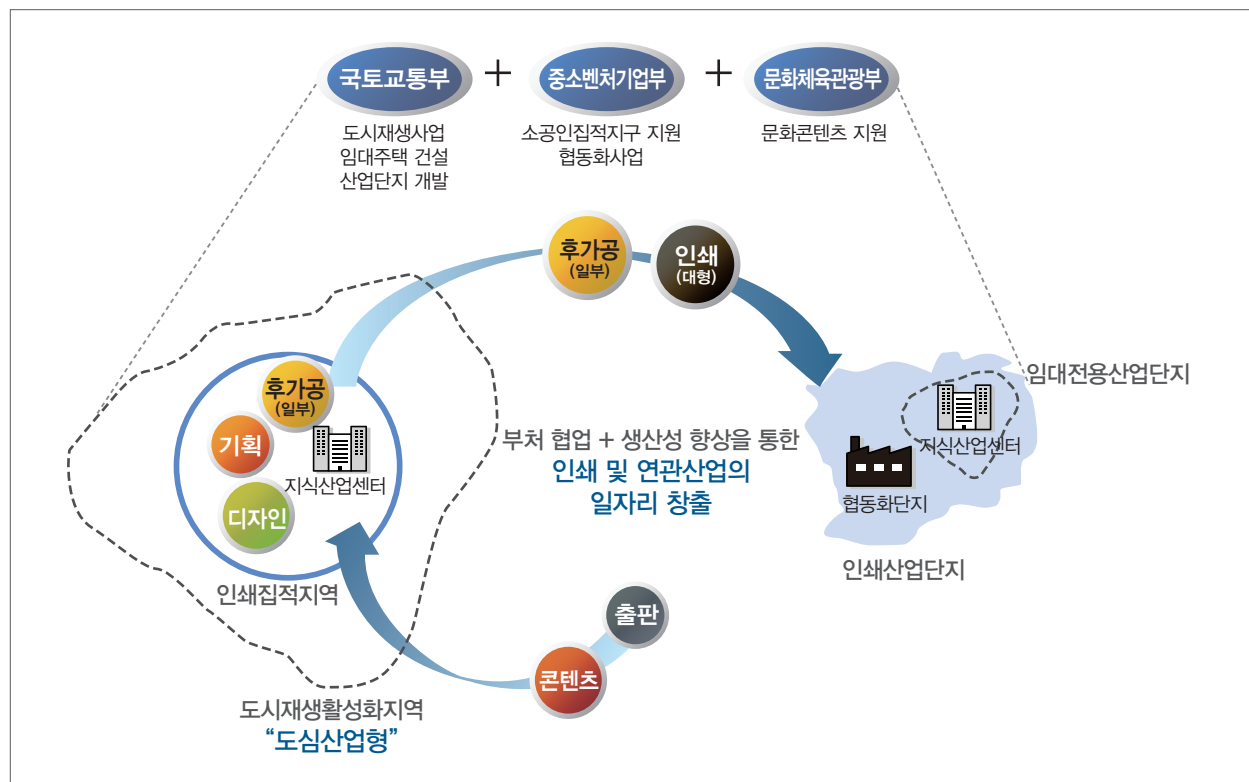 국토교통부
+
중소벤처기업부
+
문화체육관광부
도시재생사업
임대주택 건설
산업단지 개발
소공인집적지구 지원
협동화사업
문화콘텐츠 지원
후가공
(일부)
인쇄
(대형)
후가공
(일부)
기획
지식산업센터
디자인
인쇄집적지역
부처 협업 + 생산성 향상을 통한
인쇄 및 연관산업의
일자리 창출
임대전용산업단지
지식산업센터
협동화단지
인쇄산업단지
출판
콘텐츠
도시재생활성화지역
“도심산업형”